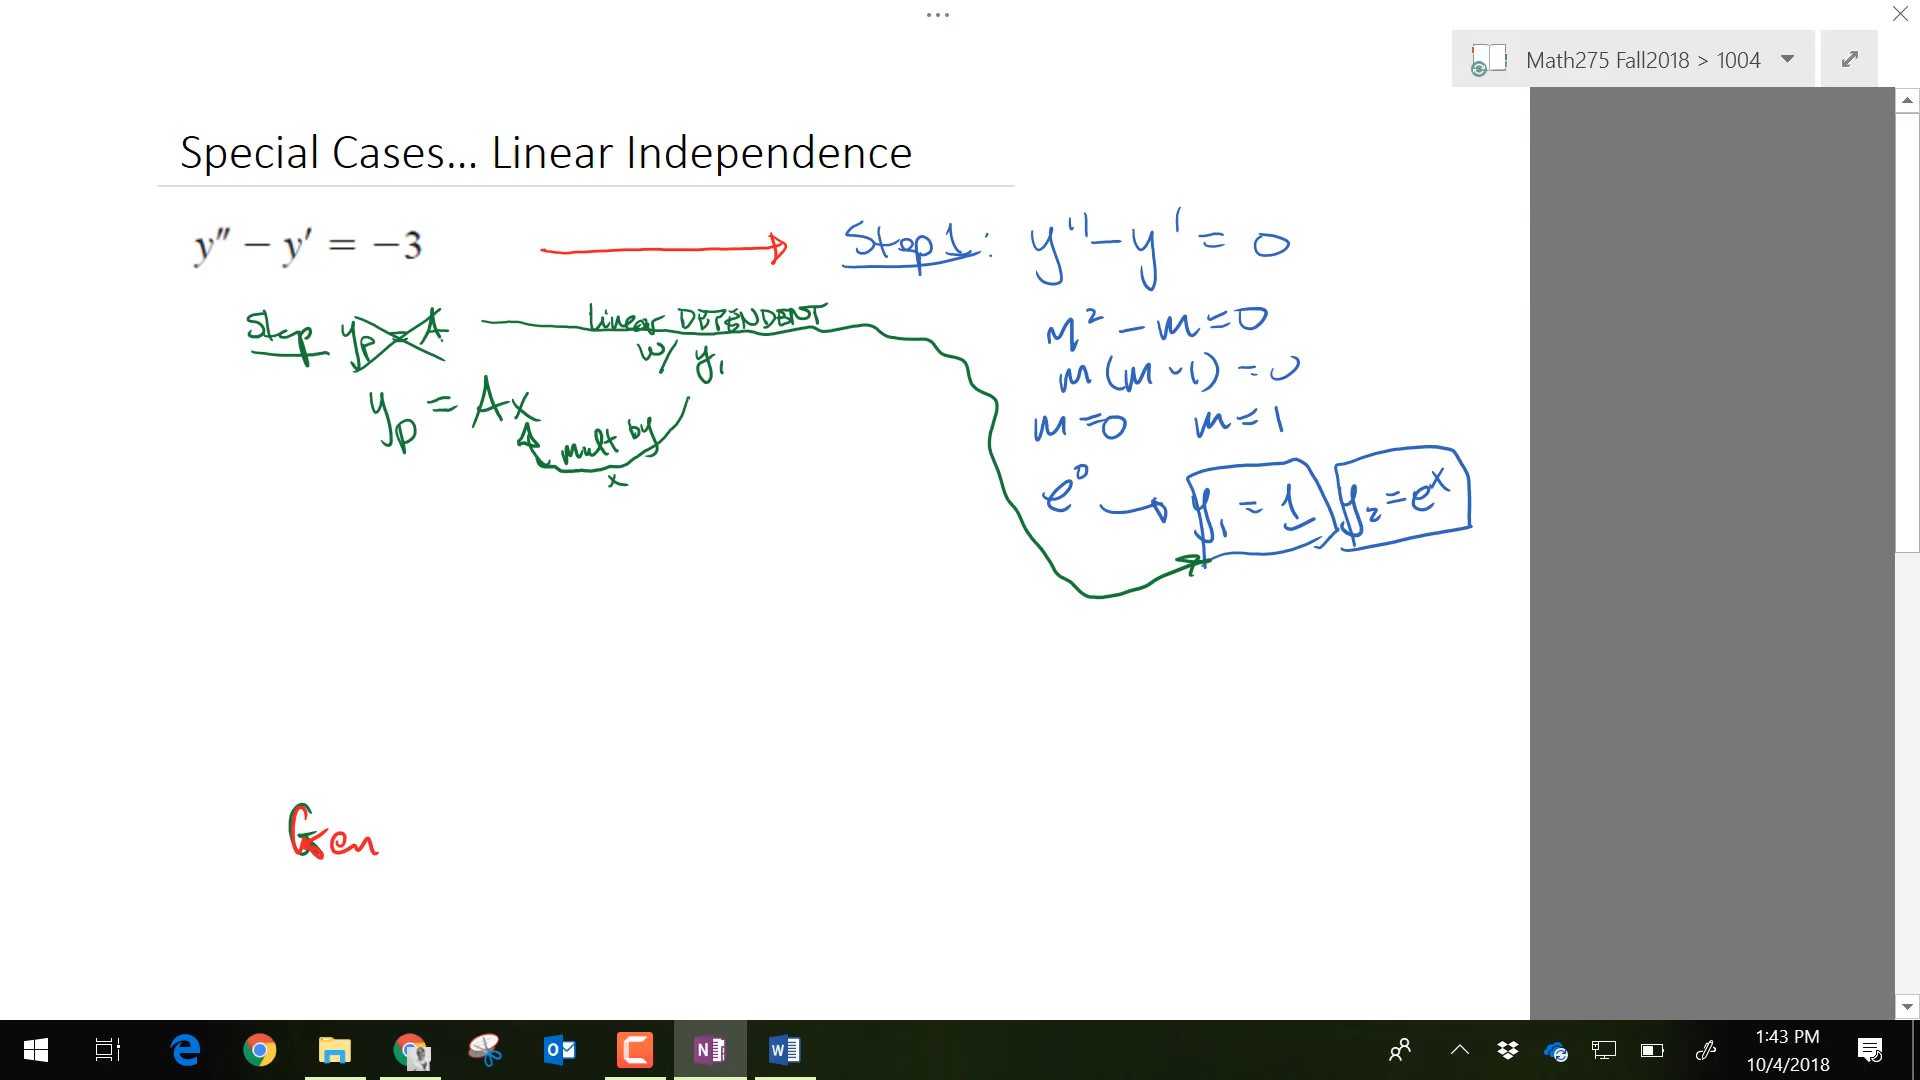 Math275 Fall2018 > 1004
Special Cases... Linear Independence
y″ − y′ = −3
Step 1: y'' − y' = 0
Step yp = A
linear DEPENDENT
w/ y₁
yp = Ax
mult by
x
m² − m = 0
m(m − 1) = 0
m = 0 m = 1
e⁰ → y₁ = 1 y₂ = eˣ
Gen
1:43 PM
10/4/2018